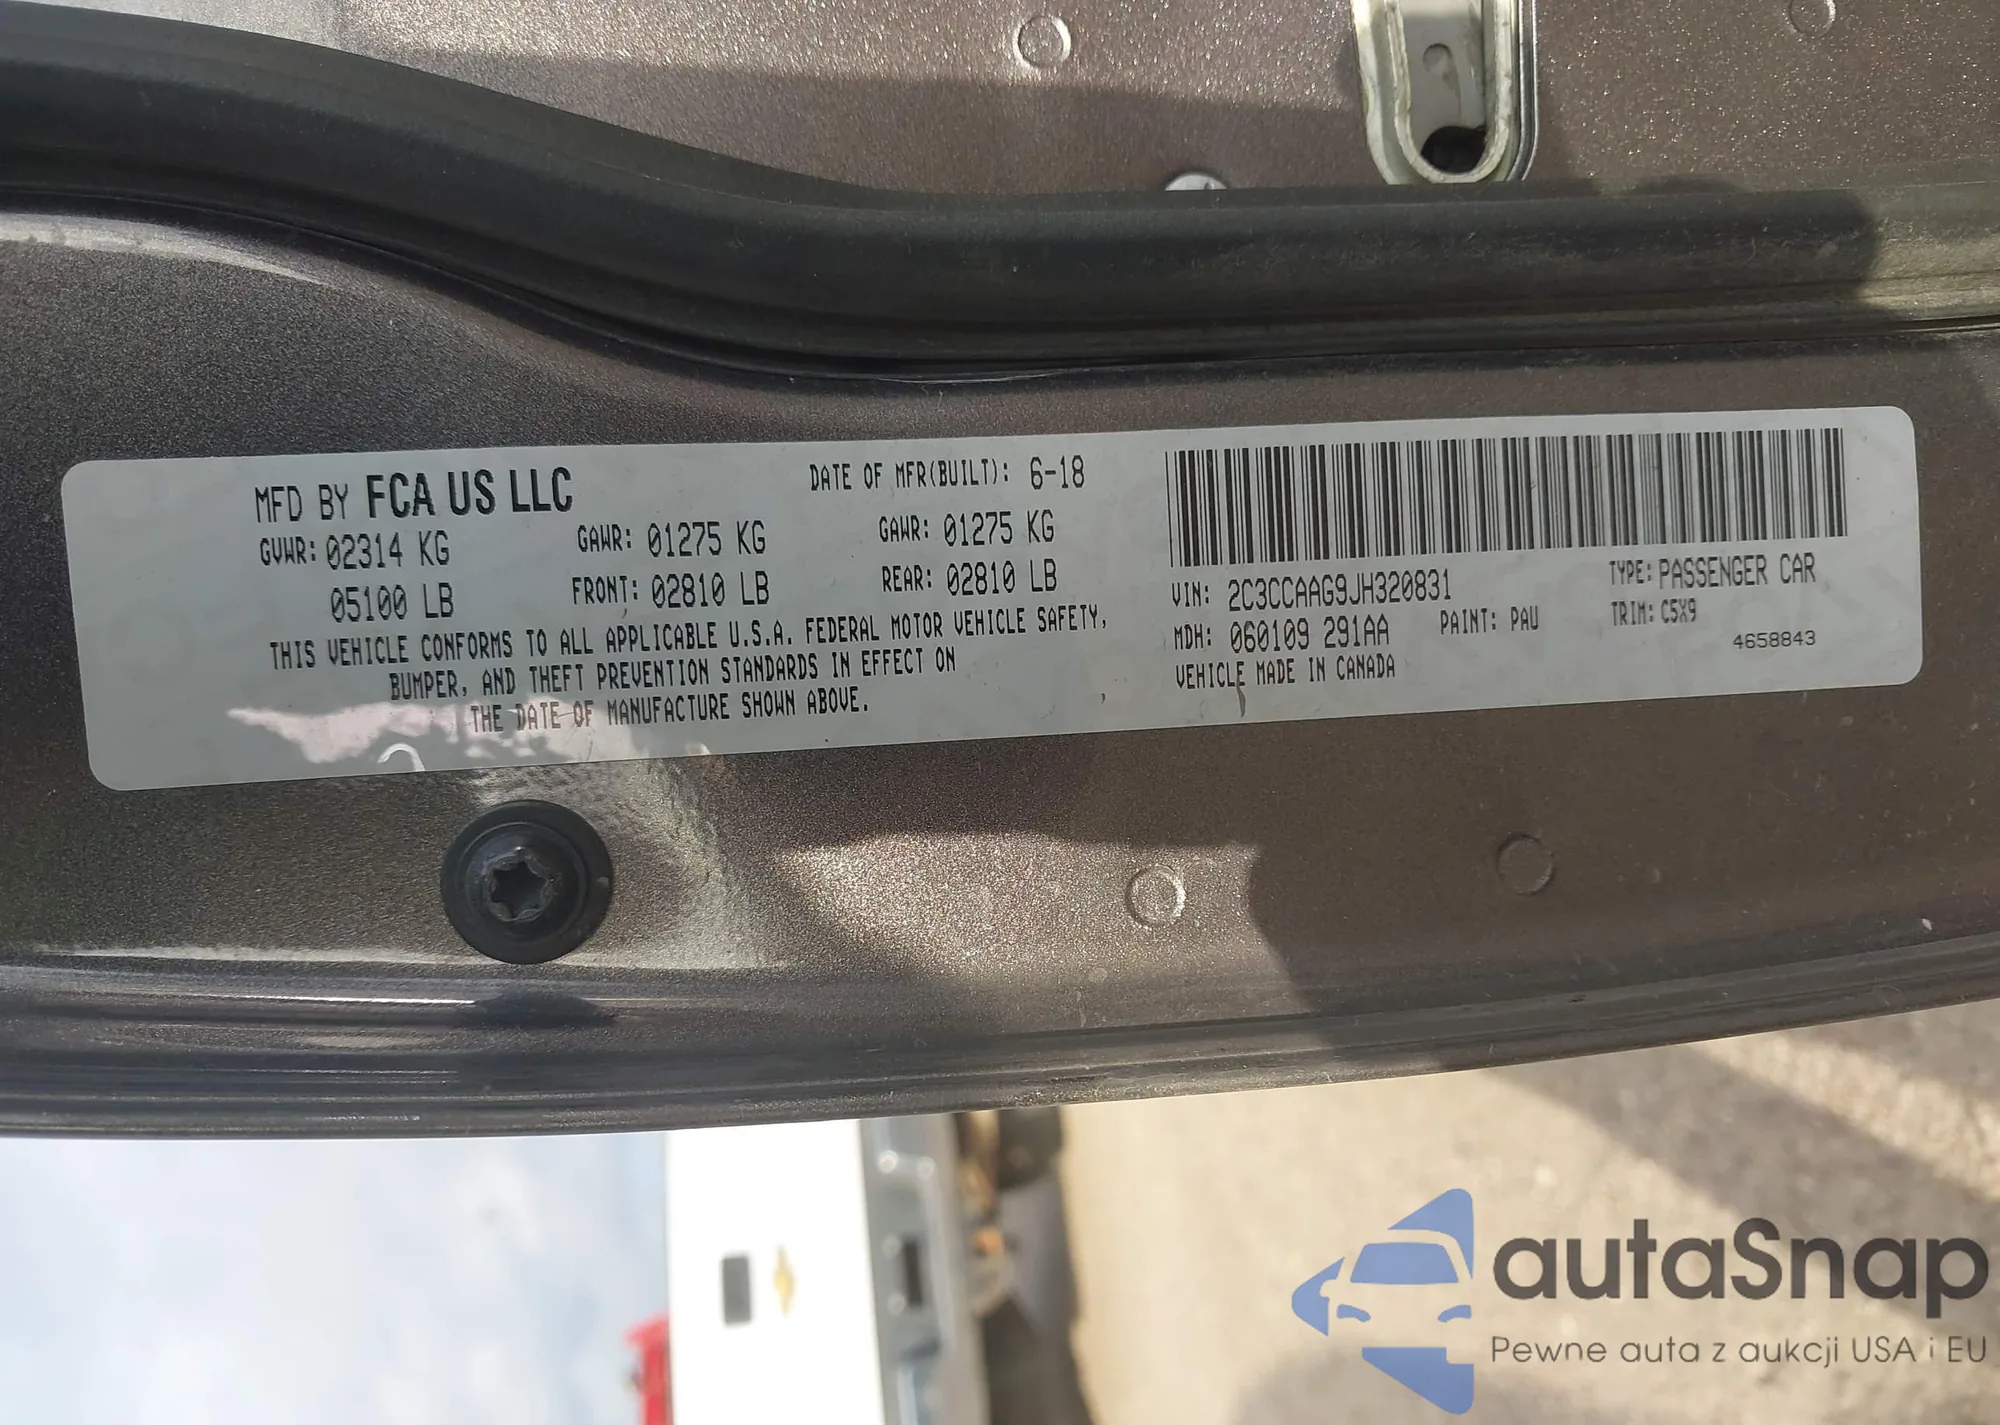 MFD BY FCA US LLC
DATE OF MFR(BUILT): 6-18
GVWR: 02314 KG
GAWR: 01275 KG
GAWR: 01275 KG
05100 LB
FRONT: 02810 LB
REAR: 02810 LB
THIS VEHICLE CONFORMS TO ALL APPLICABLE U.S.A. FEDERAL MOTOR VEHICLE SAFETY,
BUMPER, AND THEFT PREVENTION STANDARDS IN EFFECT ON
THE DATE OF MANUFACTURE SHOWN ABOVE.
VIN: 2C3CCAAG9JH320831
TYPE: PASSENGER CAR
MDH: 060109 291AA
PAINT: PAU
TRIM: C5X9
VEHICLE MADE IN CANADA
4658843
autaSnap
Pewne auta z aukcji USA i EU